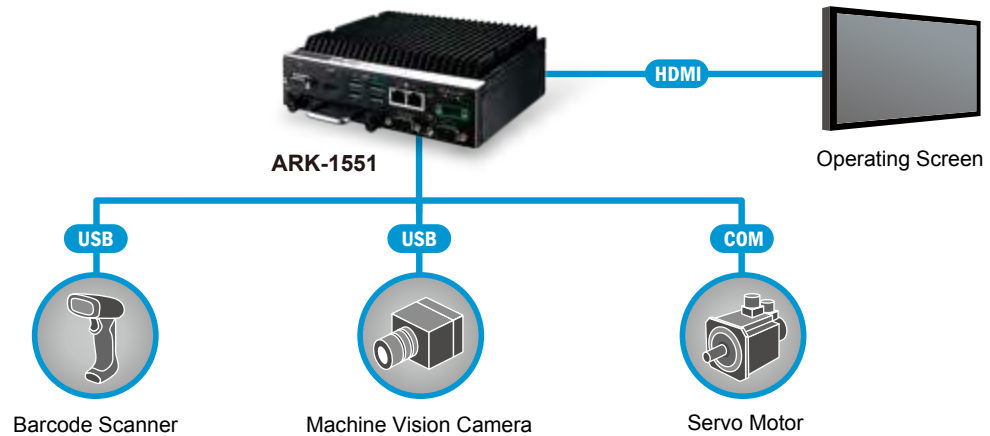 HDMI
ARK-1551
Operating Screen
USB
USB
COM
Barcode Scanner
Machine Vision Camera
Servo Motor